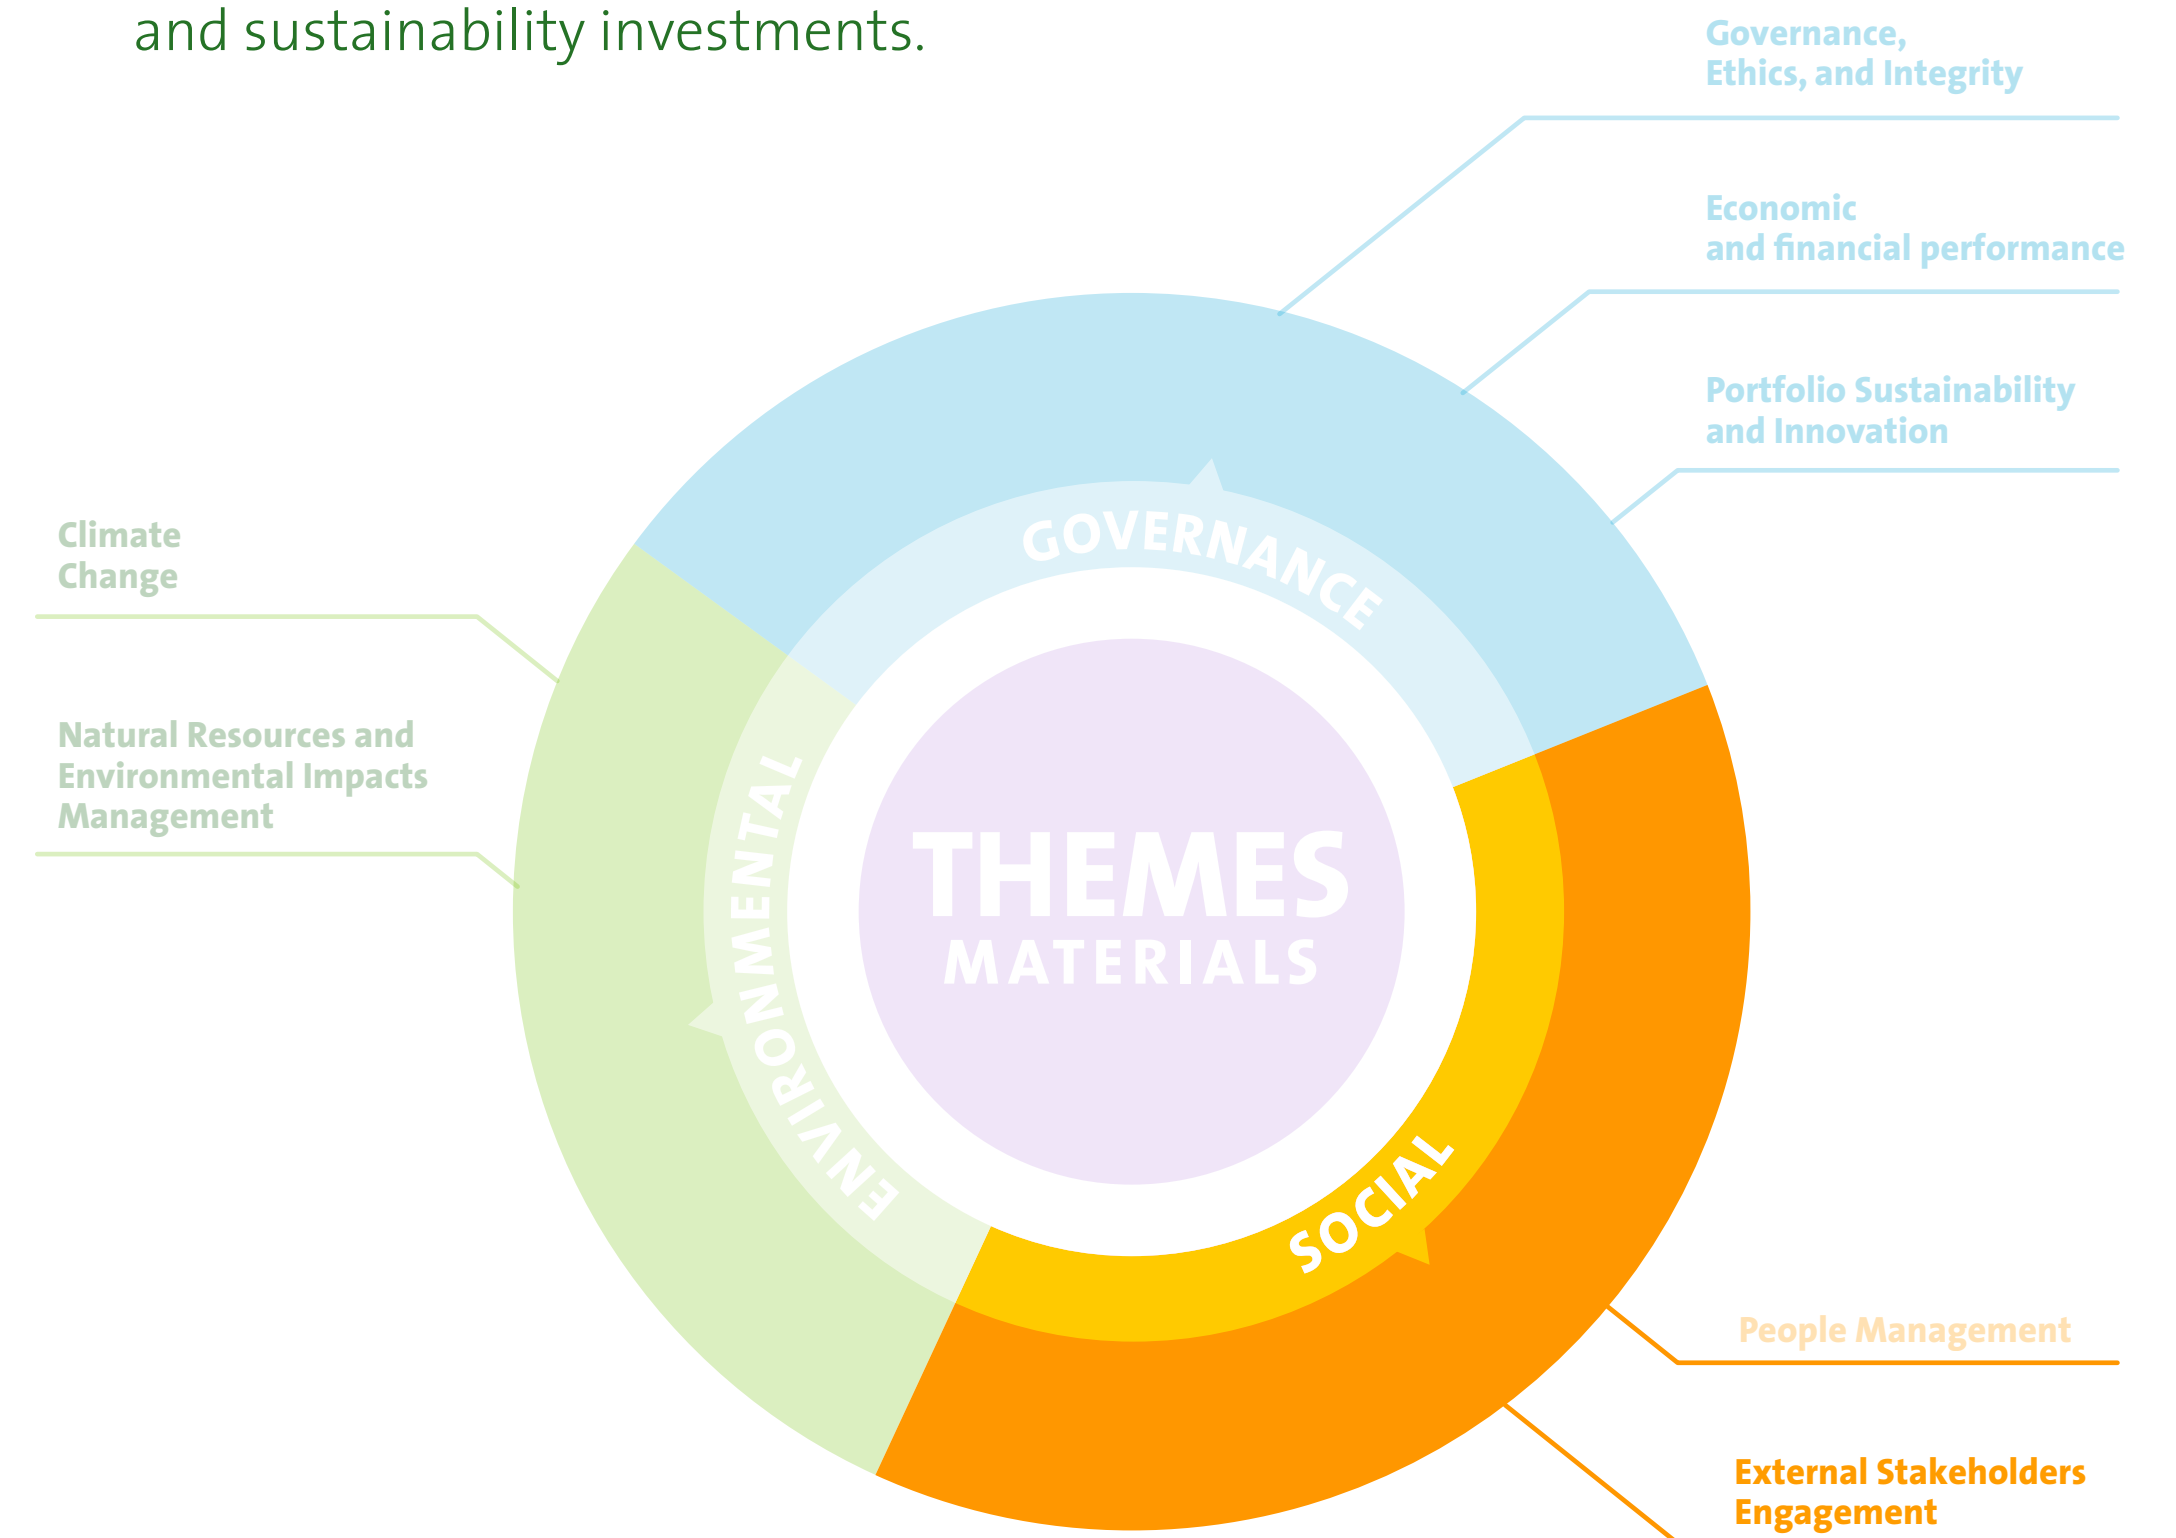 and sustainability investments.
Governance,
Ethics, and Integrity
Economic
and financial performance
Portfolio Sustainability
and Innovation
Climate
Change
Natural Resources and
Environmental Impacts
Management
GOVERNANCE
ENVIRONMENTAL
THEMES
MATERIALS
SOCIAL
People Management
External Stakeholders
Engagement